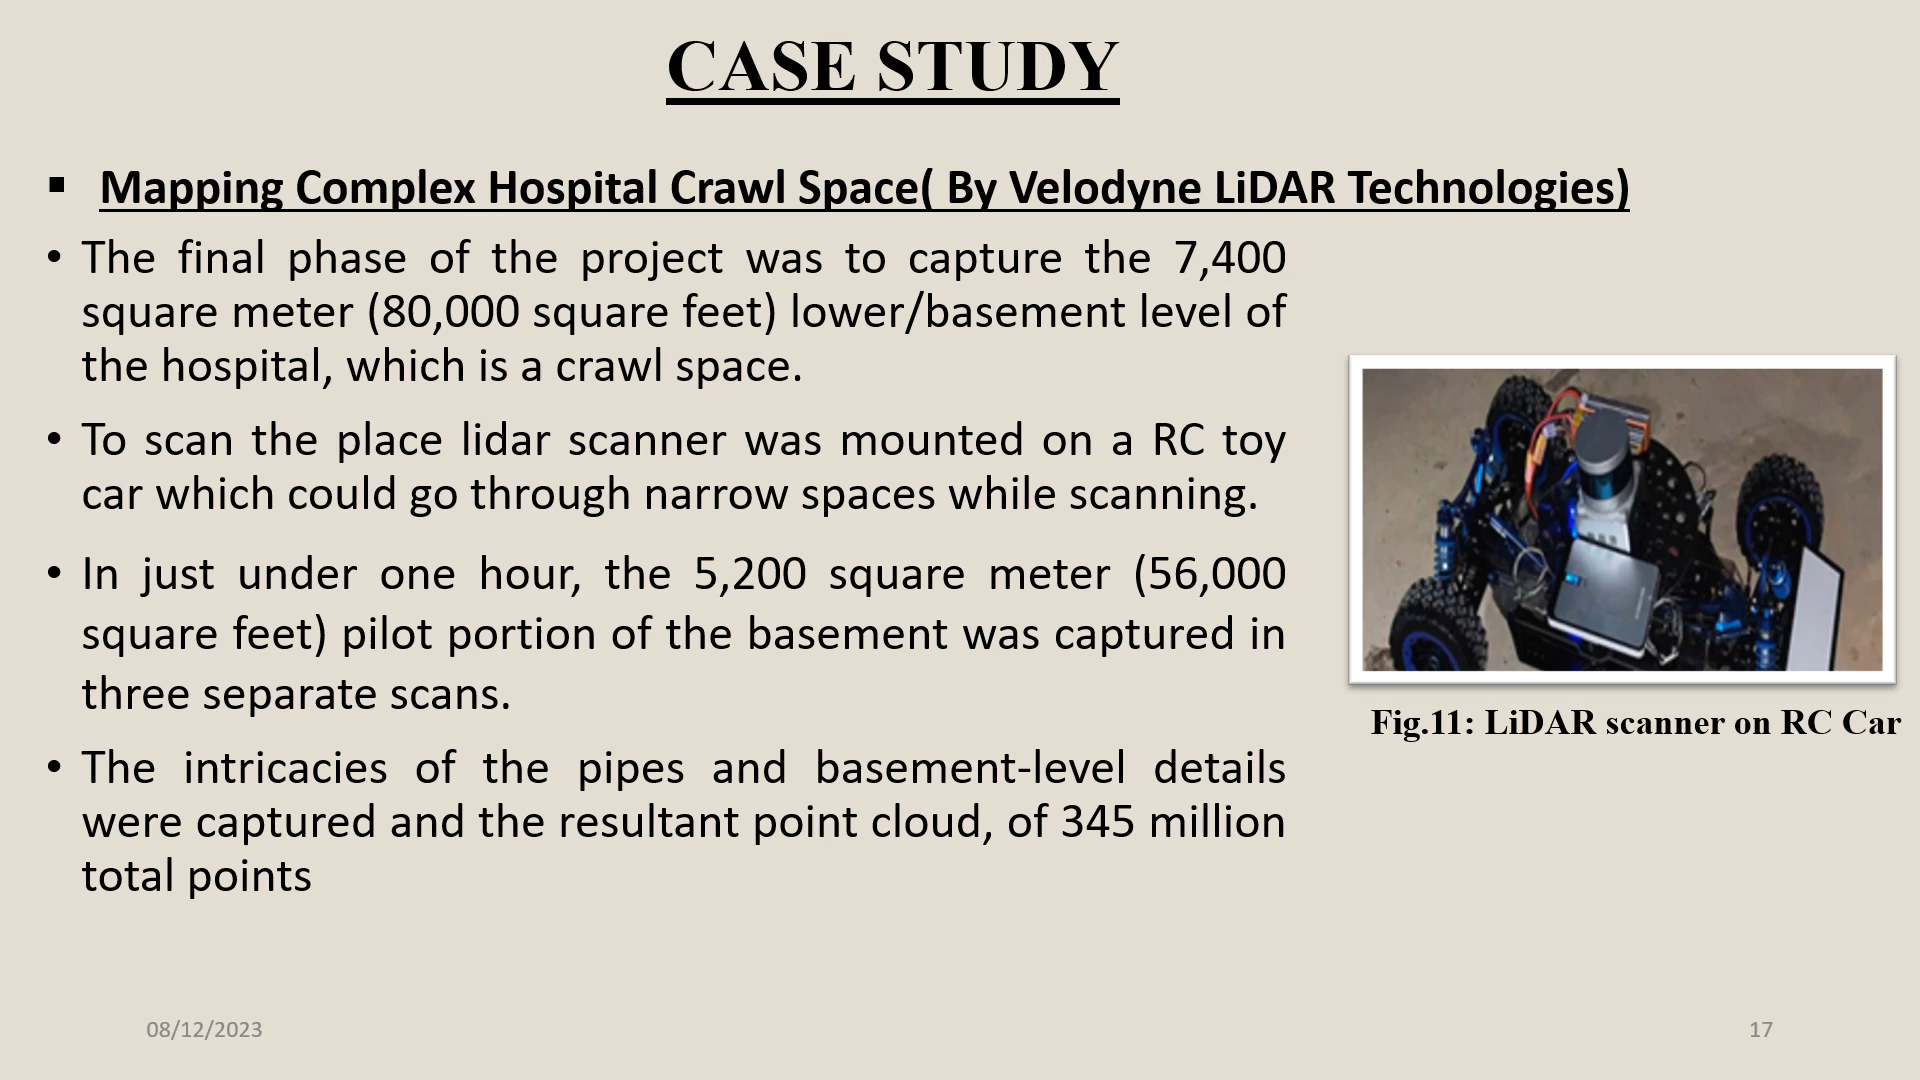 CASE STUDY
▪ Mapping Complex Hospital Crawl Space( By Velodyne LiDAR Technologies)
• The final phase of the project was to capture the 7,400
square meter (80,000 square feet) lower/basement level of
the hospital, which is a crawl space.
• To scan the place lidar scanner was mounted on a RC toy
car which could go through narrow spaces while scanning.
• In just under one hour, the 5,200 square meter (56,000
square feet) pilot portion of the basement was captured in
three separate scans.
• The intricacies of the pipes and basement-level details
were captured and the resultant point cloud, of 345 million
total points
Fig.11: LiDAR scanner on RC Car
08/12/2023
17